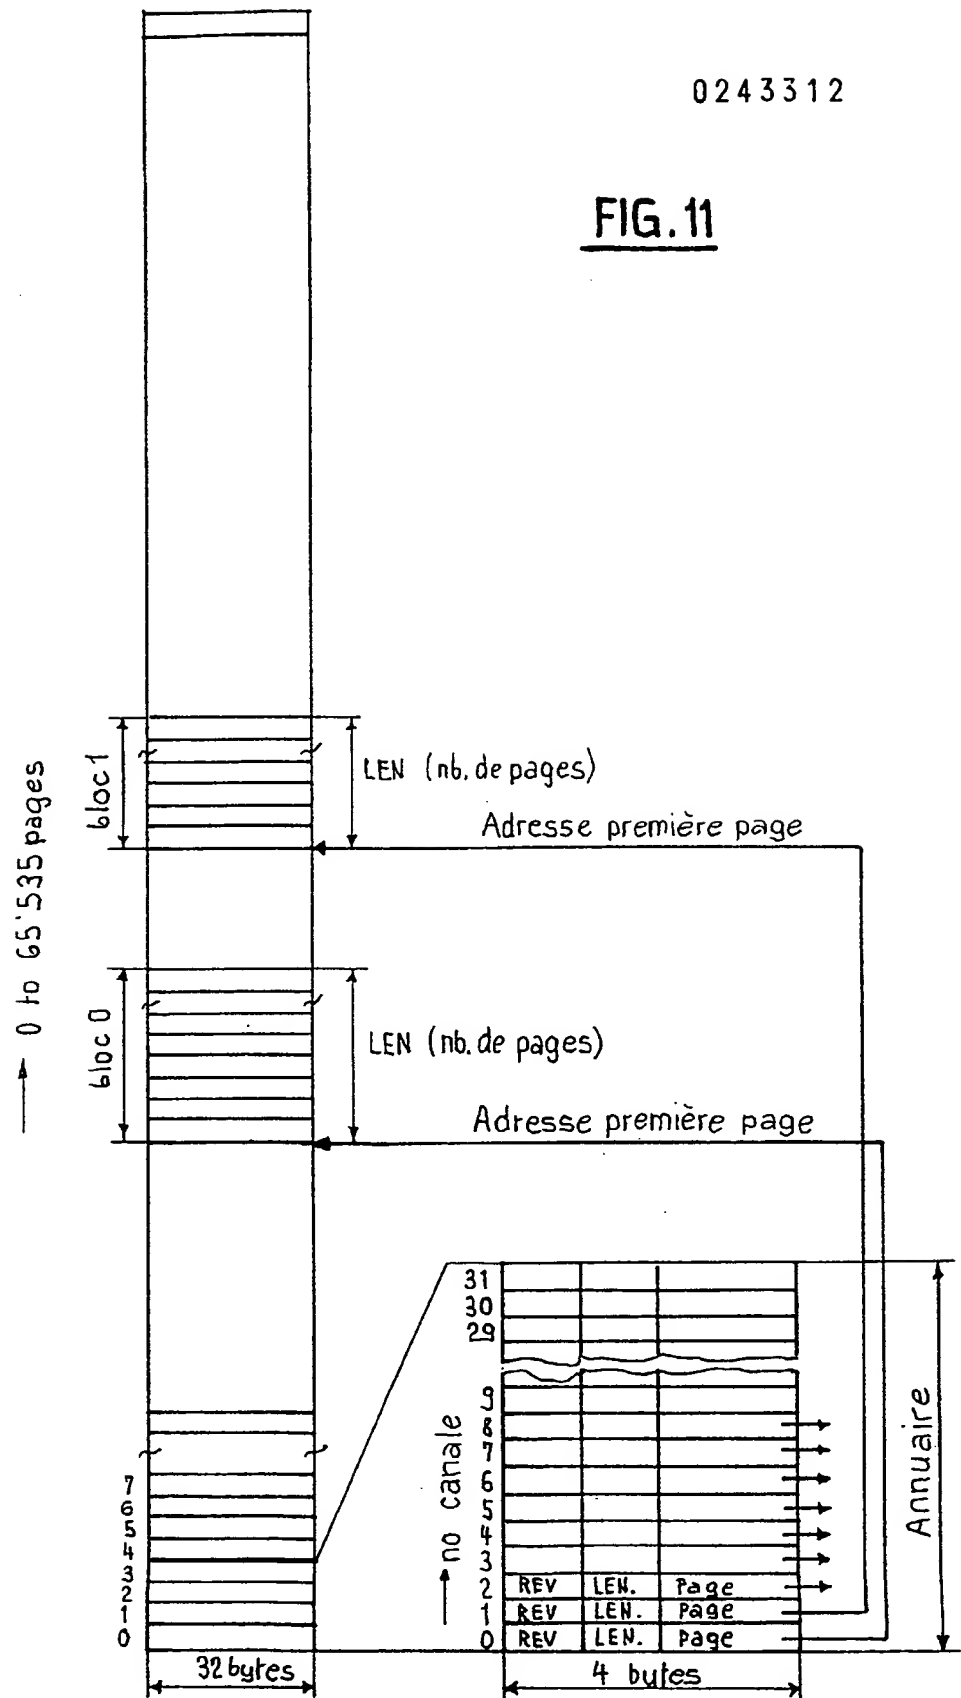 0243312
FIG. 11
0 to 65'535 pages
bloc 1
LEN (nb. de pages)
Adresse première page
bloc 0
LEN (nb. de pages)
Adresse première page
31
30
29
9
8
7
6
5
4
3
2 REV LEN. Page
1 REV LEN. Page
0 REV LEN. Page
no canale
Annuaire
7
6
5
4
3
2
1
0
32 bytes
4 bytes